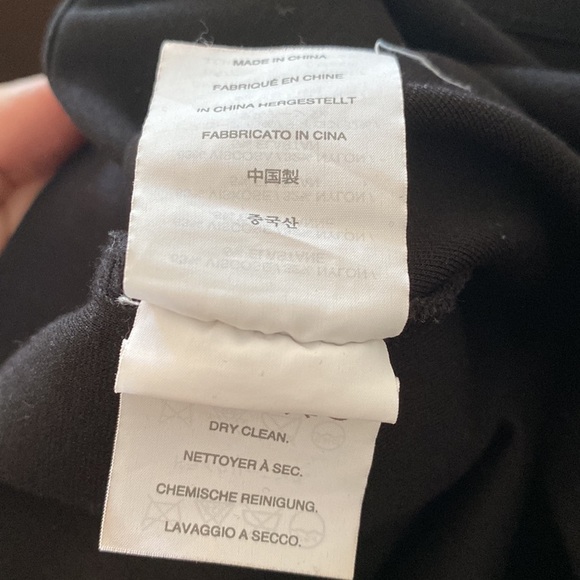 MADE IN CHINA
FABRIQUÉ EN CHINE
IN CHINA HERGESTELLT
FABBRICATO IN CINA
中国製
중국산
DRY CLEAN.
NETTOYER À SEC.
CHEMISCHE REINIGUNG.
LAVAGGIO A SECCO.